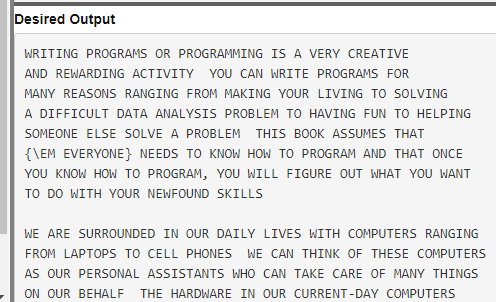 Desired Output
WRITING PROGRAMS OR PROGRAMMING IS A VERY CREATIVE
AND REWARDING ACTIVITY  YOU CAN WRITE PROGRAMS FOR
MANY REASONS RANGING FROM MAKING YOUR LIVING TO SOLVING
A DIFFICULT DATA ANALYSIS PROBLEM TO HAVING FUN TO HELPING
SOMEONE ELSE SOLVE A PROBLEM  THIS BOOK ASSUMES THAT
{\EM EVERYONE} NEEDS TO KNOW HOW TO PROGRAM AND THAT ONCE
YOU KNOW HOW TO PROGRAM, YOU WILL FIGURE OUT WHAT YOU WANT
TO DO WITH YOUR NEWFOUND SKILLS

WE ARE SURROUNDED IN OUR DAILY LIVES WITH COMPUTERS RANGING
FROM LAPTOPS TO CELL PHONES  WE CAN THINK OF THESE COMPUTERS
AS OUR PERSONAL ASSISTANTS WHO CAN TAKE CARE OF MANY THINGS
ON OUR BEHALF  THE HARDWARE IN OUR CURRENT-DAY COMPUTERS